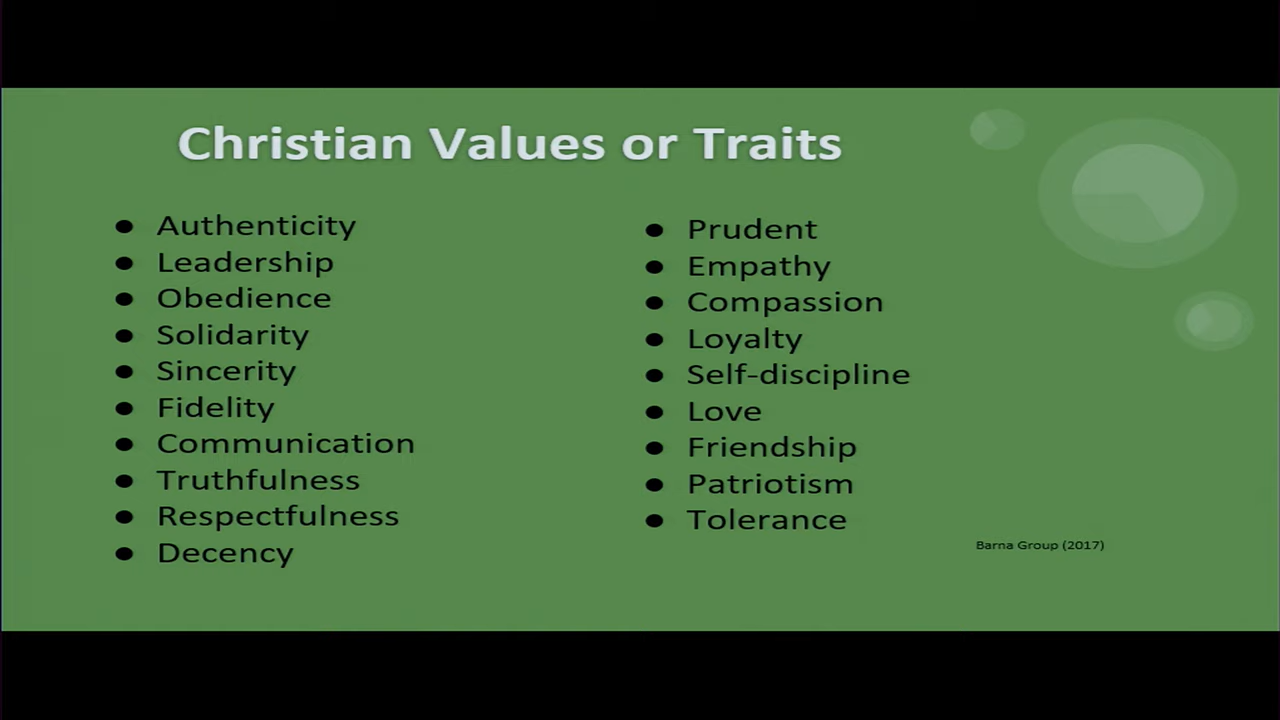 Christian Values or Traits
● Authenticity
● Leadership
● Obedience
● Solidarity
● Sincerity
● Fidelity
● Communication
● Truthfulness
● Respectfulness
● Decency
● Prudent
● Empathy
● Compassion
● Loyalty
● Self-discipline
● Love
● Friendship
● Patriotism
● Tolerance
Barna Group (2017)